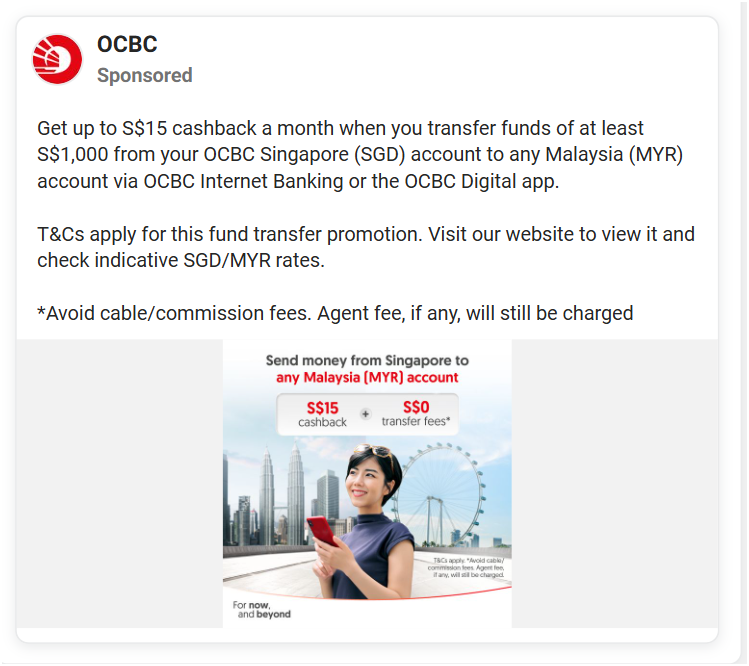 OCBC
Sponsored
Get up to S$15 cashback a month when you transfer funds of at least
S$1,000 from your OCBC Singapore (SGD) account to any Malaysia (MYR)
account via OCBC Internet Banking or the OCBC Digital app.
T&Cs apply for this fund transfer promotion. Visit our website to view it and
check indicative SGD/MYR rates.
*Avoid cable/commission fees. Agent fee, if any, will still be charged
Send money from Singapore to
any Malaysia (MYR) account
S$15 + S$0
cashback transfer fees*
T&Cs apply. *Avoid cable/
commission fees. Agent fee,
if any, will still be charged.
For now,
and beyond